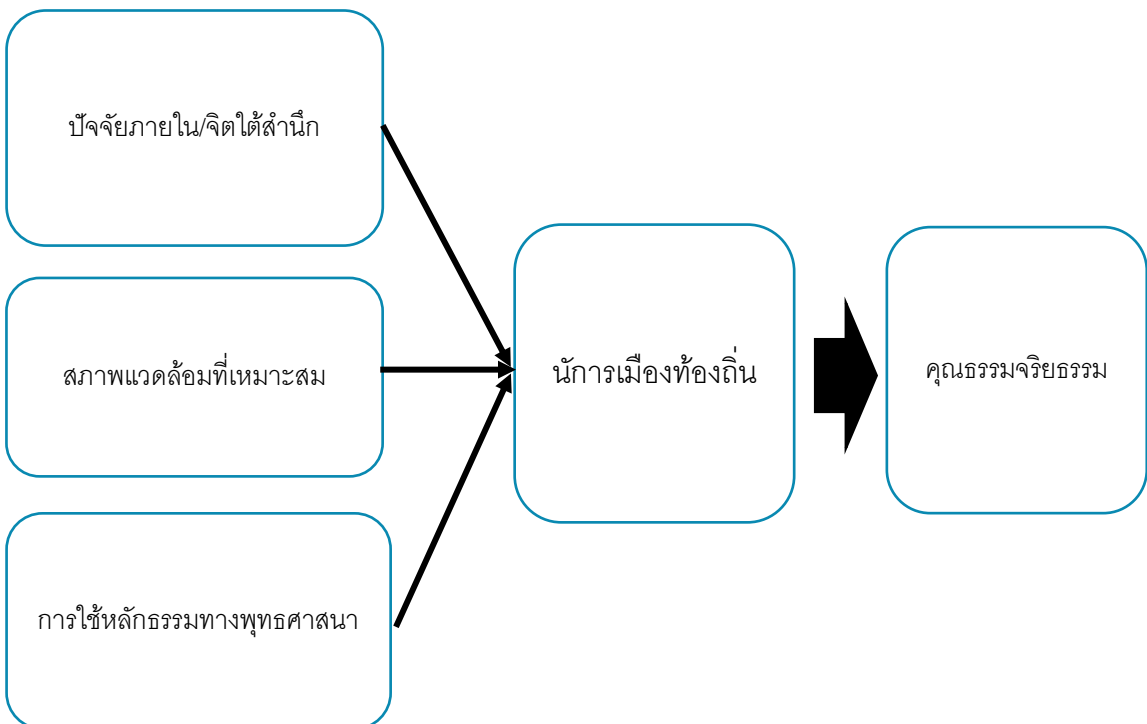 ปัจจัยภายใน/จิตใต้สำนึก
สภาพแวดล้อมที่เหมาะสม
การใช้หลักธรรมทางพุทธศาสนา
นักการเมืองท้องถิ่น
คุณธรรมจริยธรรม